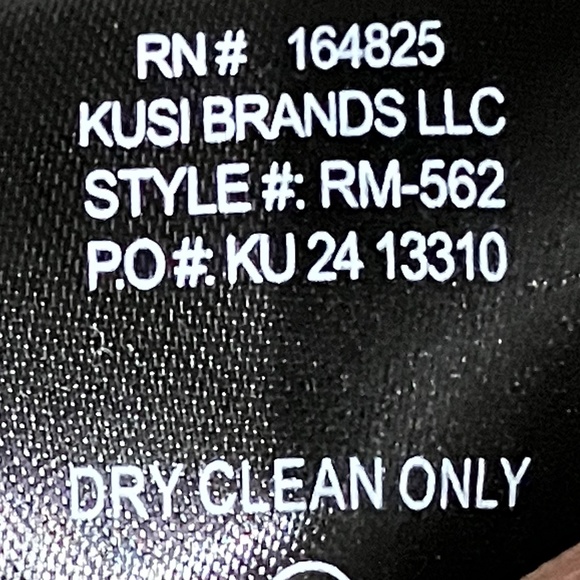 RN # 164825
KUSI BRANDS LLC
STYLE #: RM-562
P.O #. KU 24 13310
DRY CLEAN ONLY